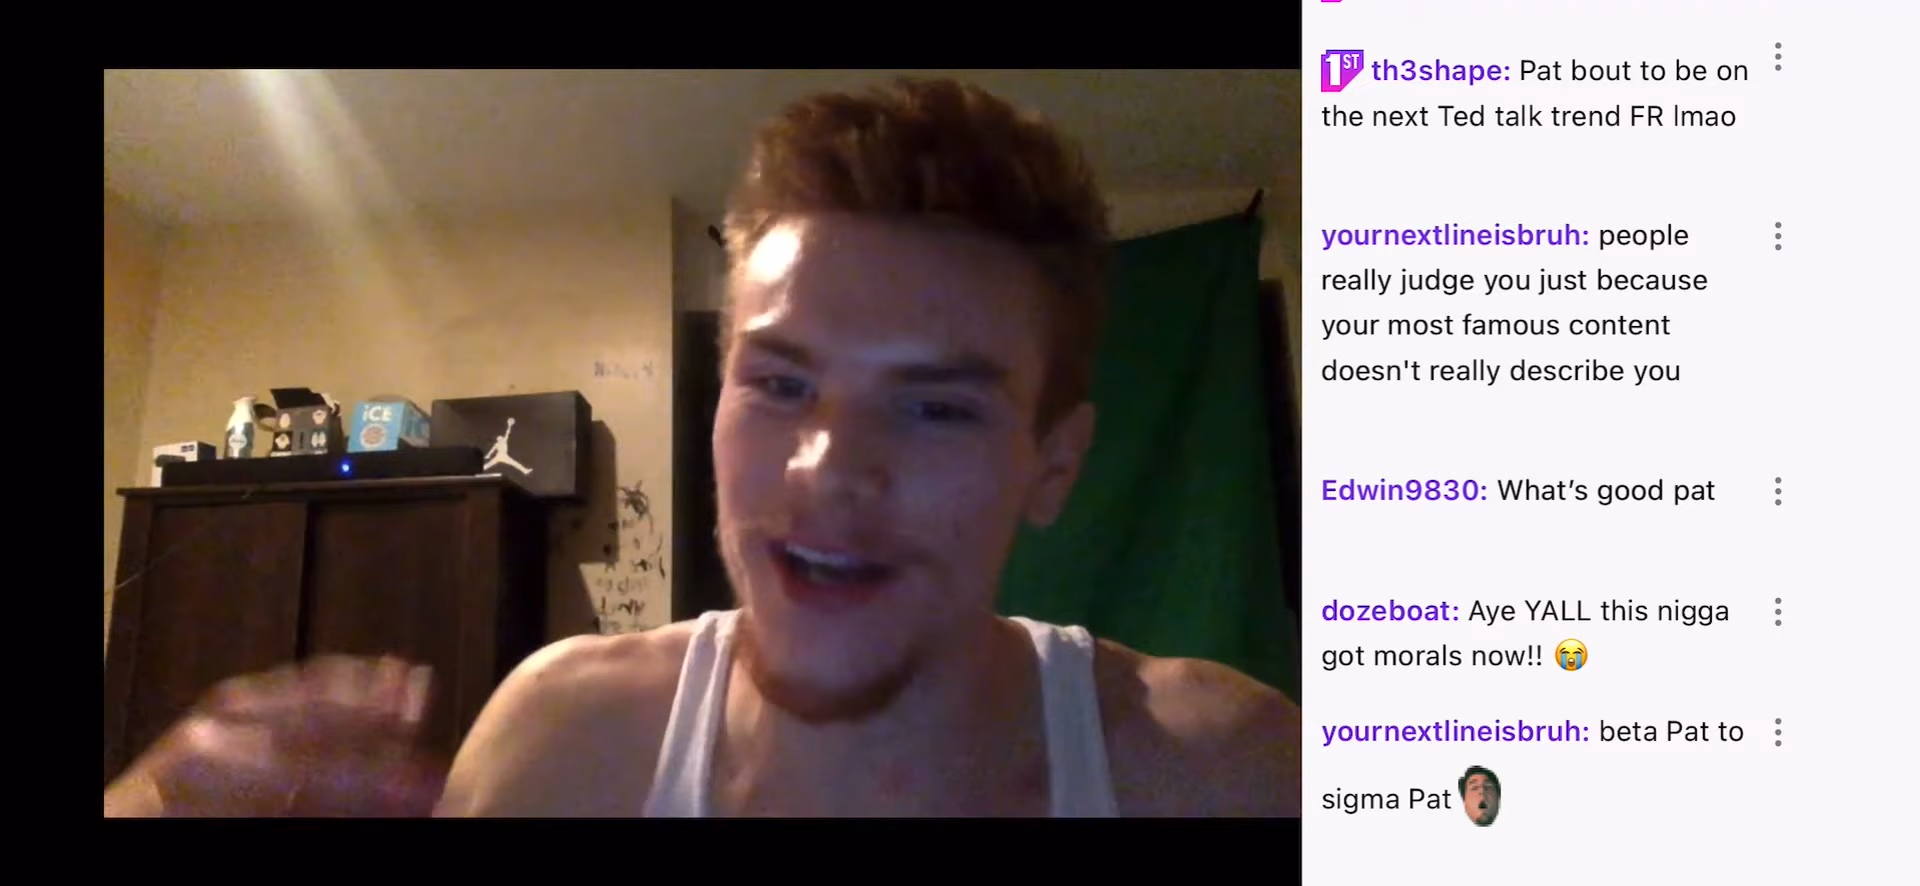 iCE
1ST th3shape: Pat bout to be on
the next Ted talk trend FR lmao
yournextlineisbruh: people
really judge you just because
your most famous content
doesn't really describe you
Edwin9830: What’s good pat
dozeboat: Aye YALL this nigga
got morals now!! 😭
yournextlineisbruh: beta Pat to
sigma Pat